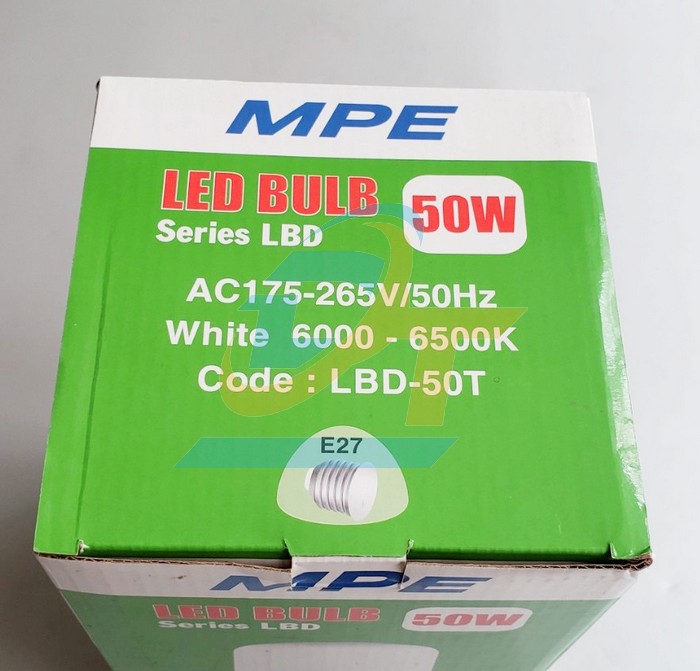 MPE
LED BULB 50W
Series LBD
AC175-265V/50Hz
White 6000 - 6500K
Code : LBD-50T
E27
MPE
LED BULB 50W
Series LBD